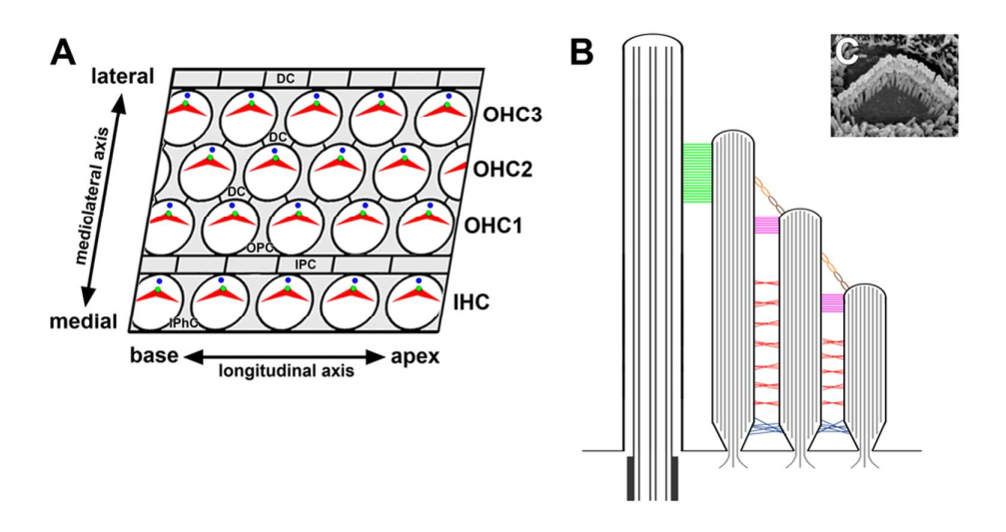 A
lateral
mediolateral axis
medial
DC
OHC3
DC
OHC2
DC
OHC1
OPC
IPC
IHC
IPhC
base
apex
longitudinal axis
B
C